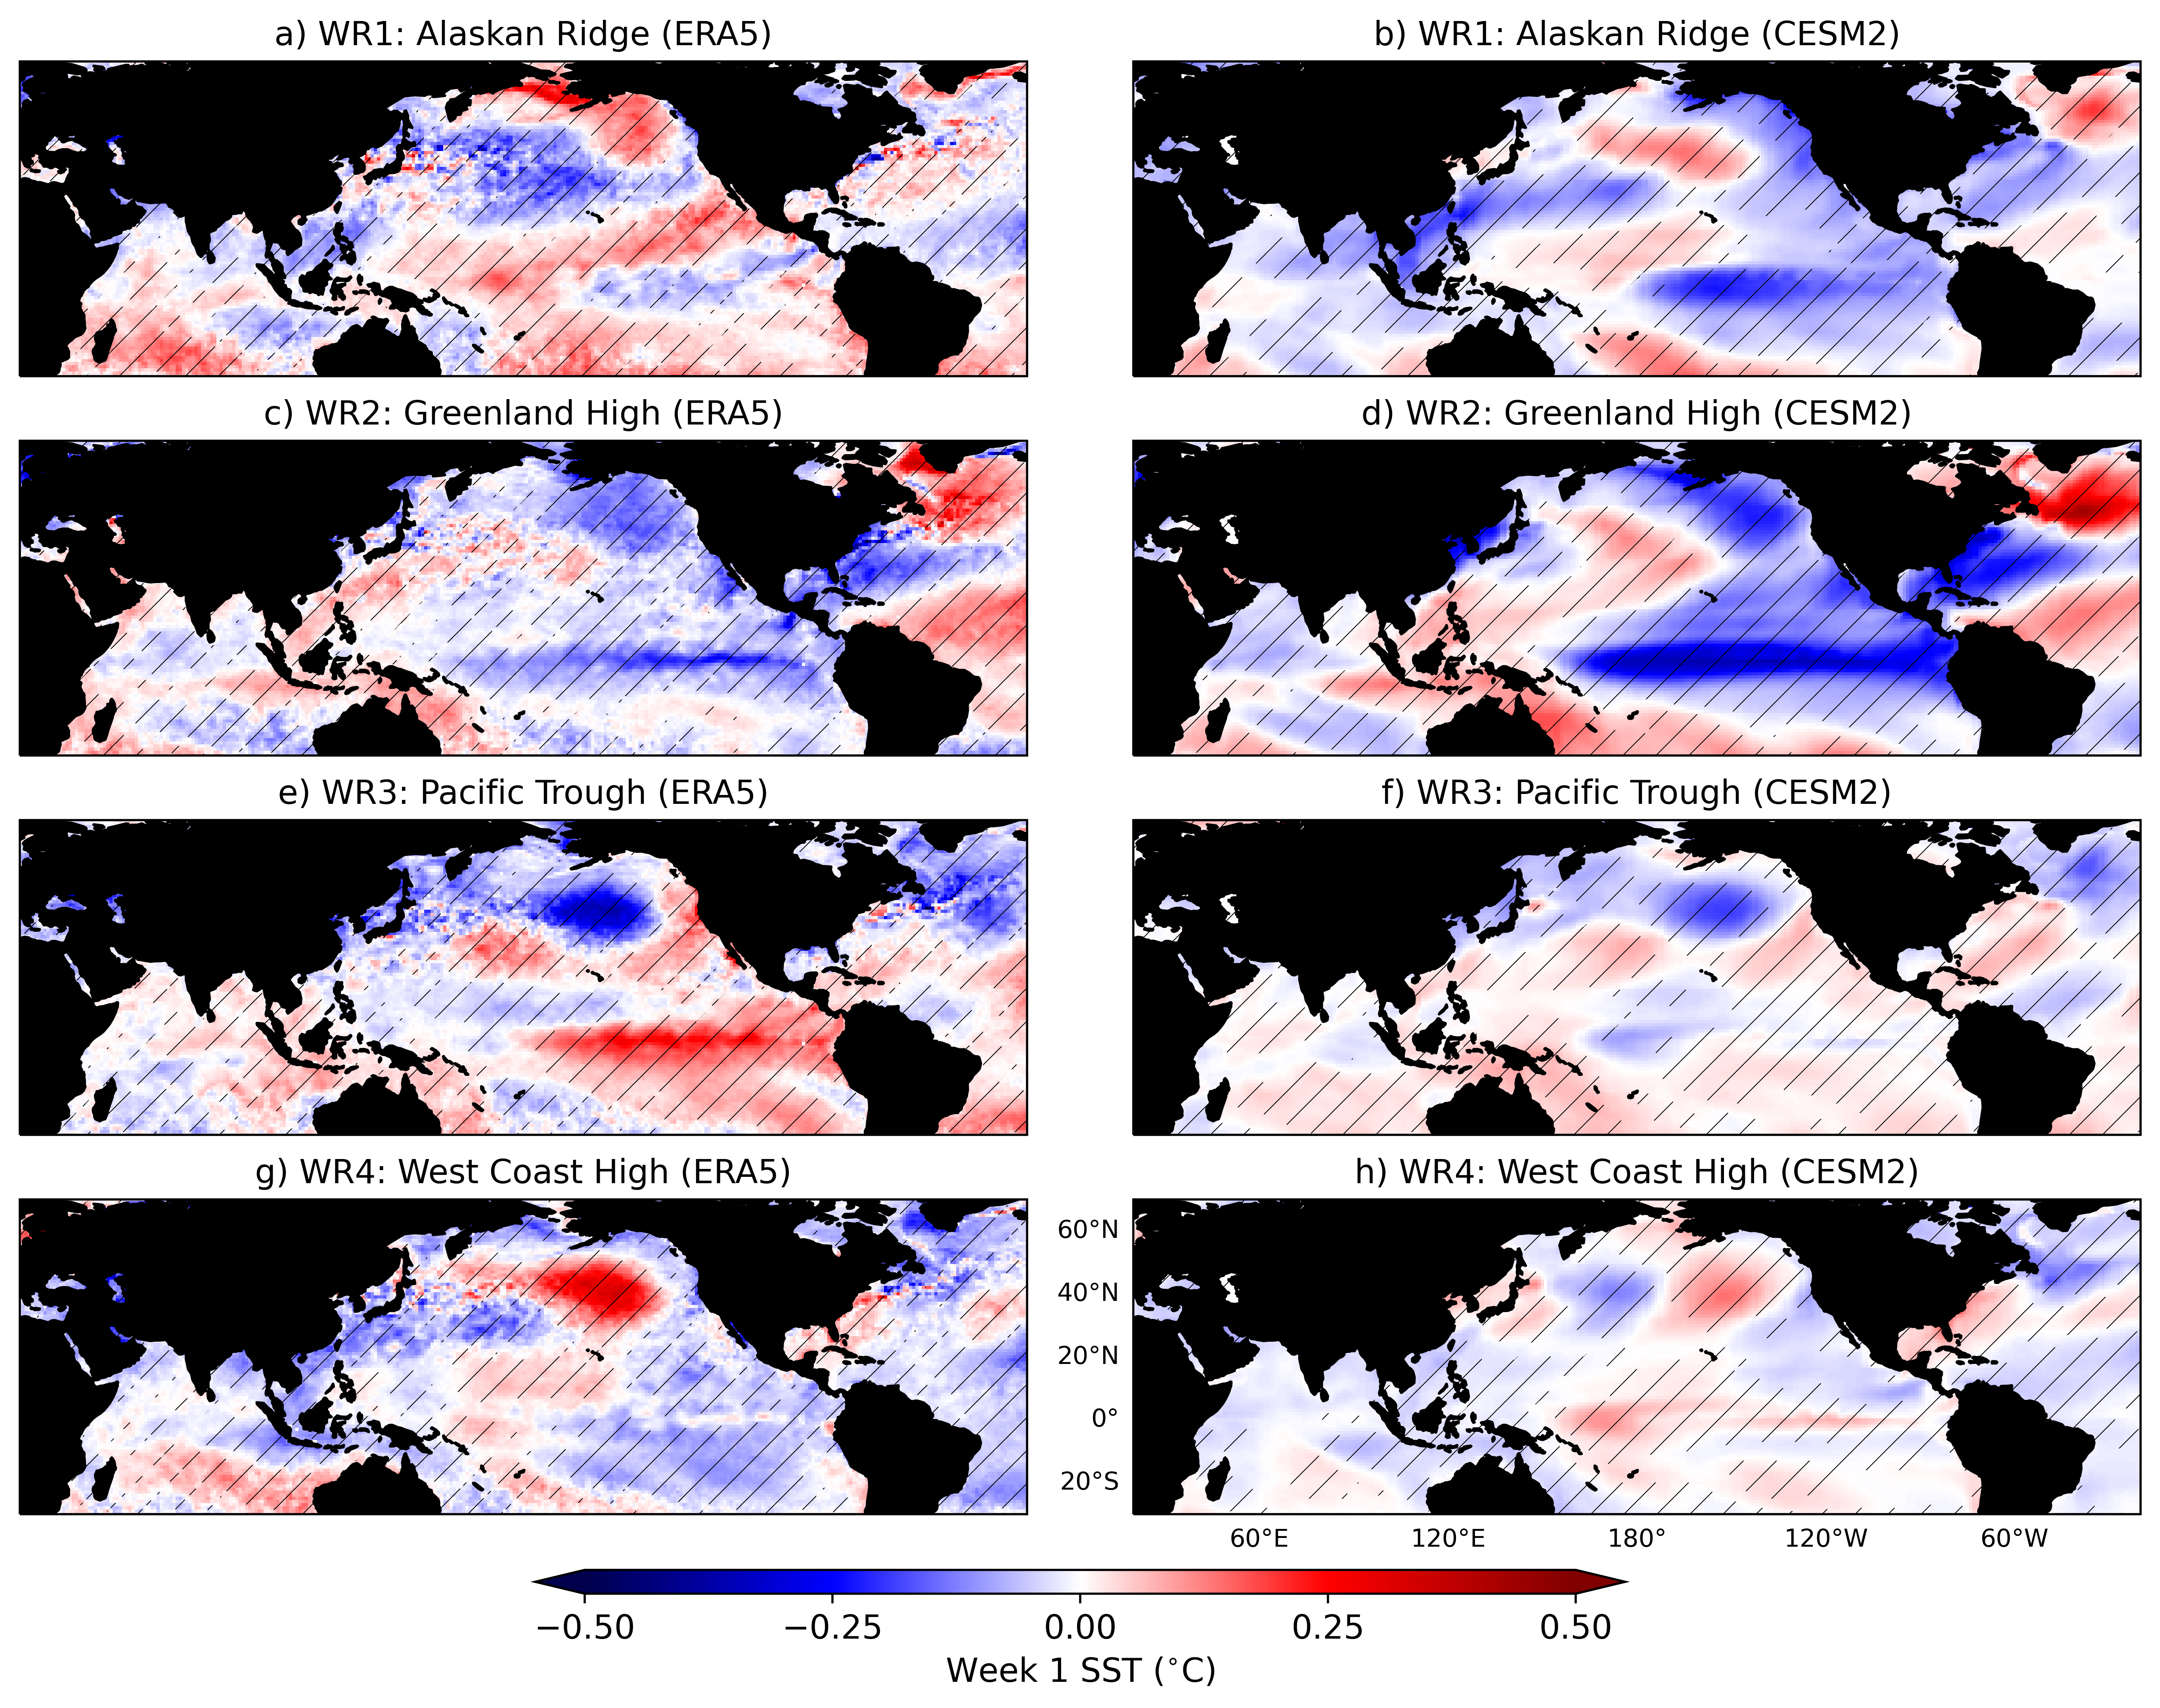 a) WR1: Alaskan Ridge (ERA5)
b) WR1: Alaskan Ridge (CESM2)
c) WR2: Greenland High (ERA5)
d) WR2: Greenland High (CESM2)
e) WR3: Pacific Trough (ERA5)
f) WR3: Pacific Trough (CESM2)
g) WR4: West Coast High (ERA5)
h) WR4: West Coast High (CESM2)
60°N
40°N
20°N
0°
20°S
60°E 120°E 180° 120°W 60°W
−0.50 −0.25 0.00 0.25 0.50
Week 1 SST (°C)